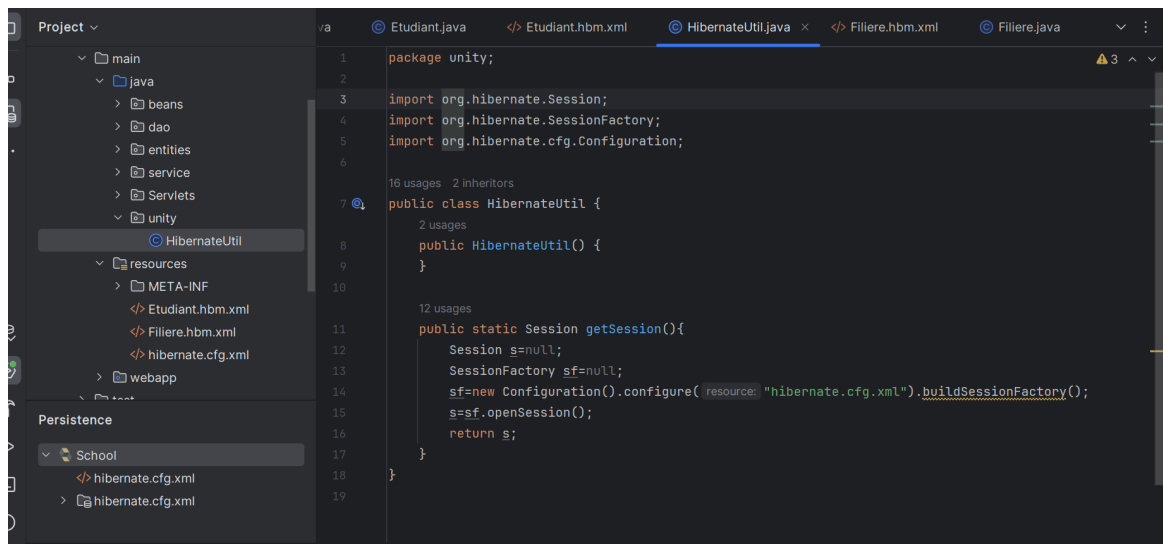 Project
va
Etudiant.java
Etudiant.hbm.xml
HibernateUtil.java
Filiere.hbm.xml
Filiere.java
main
java
beans
dao
entities
service
Servlets
unity
HibernateUtil
resources
META-INF
Etudiant.hbm.xml
Filiere.hbm.xml
hibernate.cfg.xml
webapp
test
Persistence
School
hibernate.cfg.xml
hibernate.cfg.xml
3
1 package unity;
2
3 import org.hibernate.Session;
4 import org.hibernate.SessionFactory;
5 import org.hibernate.cfg.Configuration;
6
16 usages 2 inheritors
7 public class HibernateUtil {
2 usages
8 public HibernateUtil() {
9 }
10
12 usages
11 public static Session getSession(){
12 Session s=null;
13 SessionFactory sf=null;
14 sf=new Configuration().configure( resource: "hibernate.cfg.xml").buildSessionFactory();
15 s=sf.openSession();
16 return s;
17 }
18 }
19